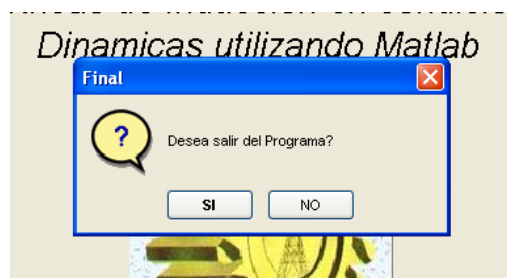 Dinamicas utilizando Matlab
Final
?
Desea salir del Programa?
SI
NO